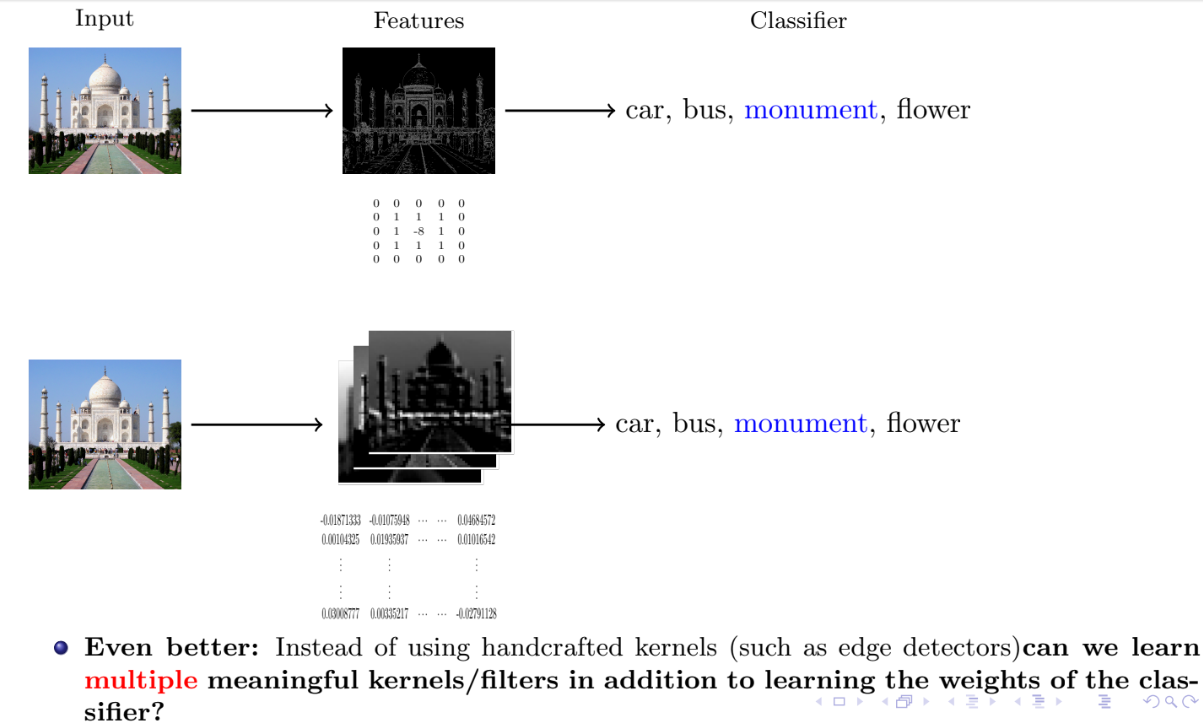 Input Features Classifier
car, bus, monument, flower
0 0 0 0 0
0 1 1 1 0
0 1 -8 1 0
0 1 1 1 0
0 0 0 0 0
car, bus, monument, flower
-0.01871333 -0.01075948 ··· ··· 0.04684572
0.00104325 0.01935937 ··· ··· 0.01016542
⋮ ⋮ ⋮
⋮ ⋮ ⋮
0.03008777 0.00335217 ··· ··· -0.02791128
Even better: Instead of using handcrafted kernels (such as edge detectors)can we learn
multiple meaningful kernels/filters in addition to learning the weights of the clas-
sifier?